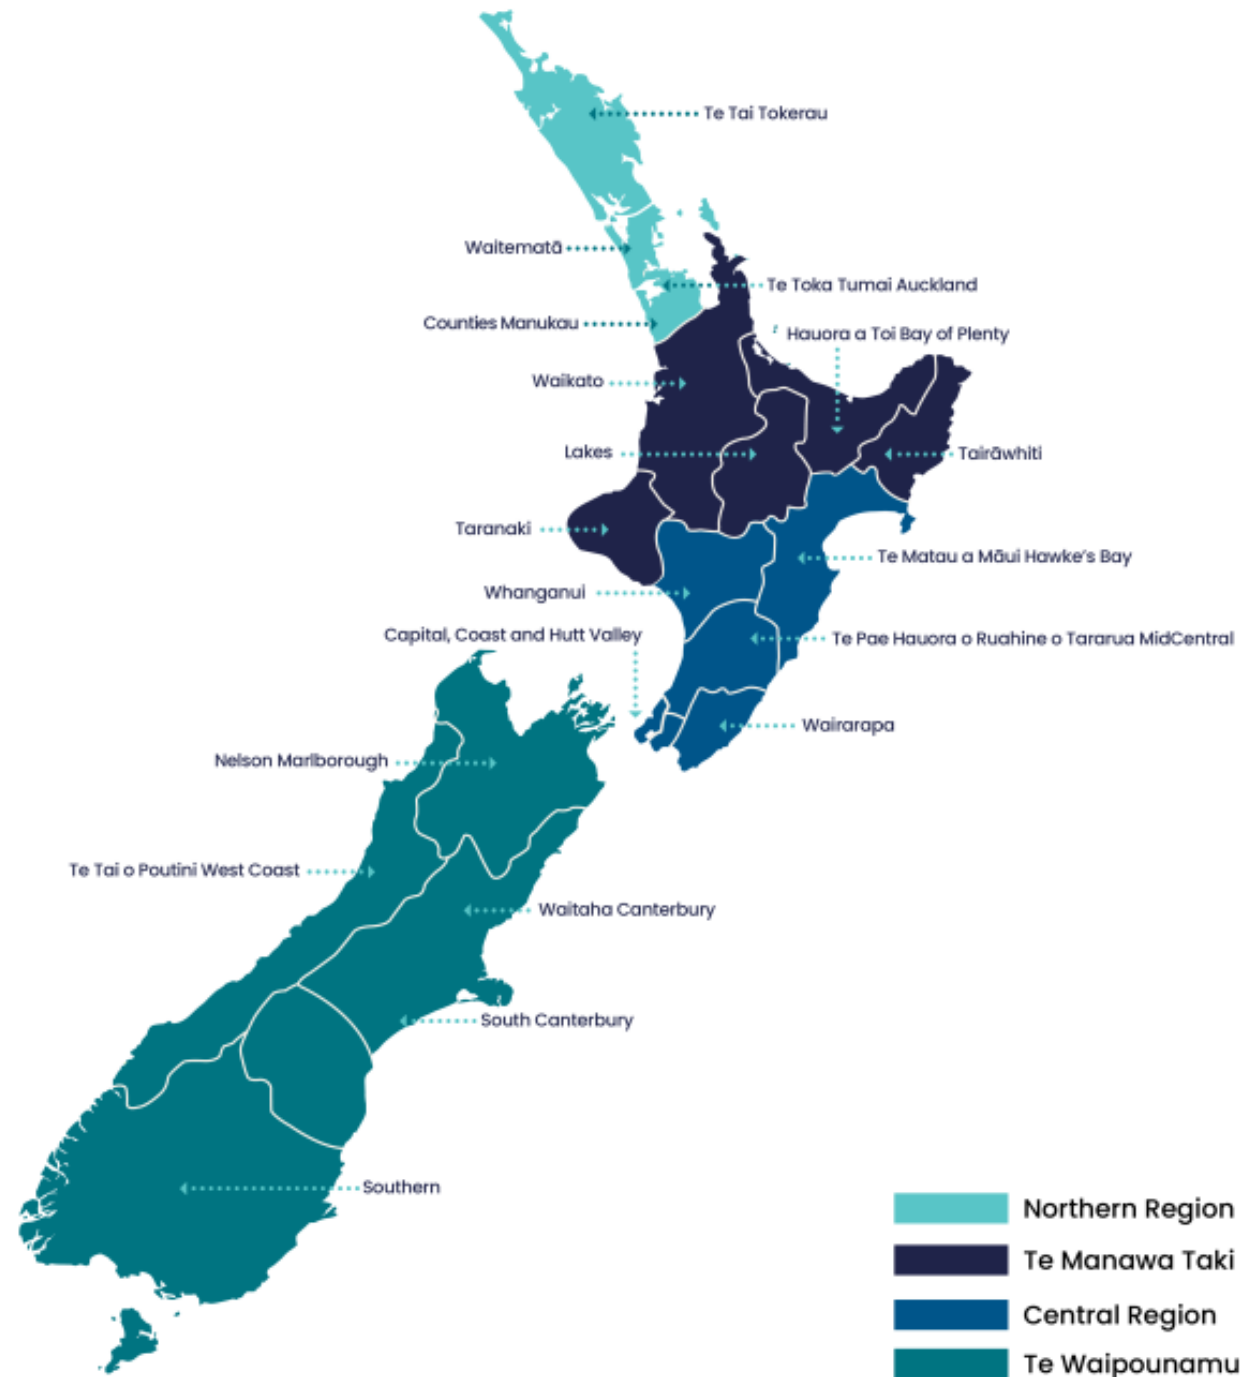 Te Tai Tokerau
Waitematā
Te Toka Tumai Auckland
Counties Manukau
Hauora a Toi Bay of Plenty
Waikato
Lakes
Tairāwhiti
Taranaki
Te Matau a Māui Hawke's Bay
Whanganui
Capital, Coast and Hutt Valley
Te Pae Hauora o Ruahine o Tararua MidCentral
Wairarapa
Nelson Marlborough
Te Tai o Poutini West Coast
Waitaha Canterbury
South Canterbury
Southern
Northern Region
Te Manawa Taki
Central Region
Te Waipounamu